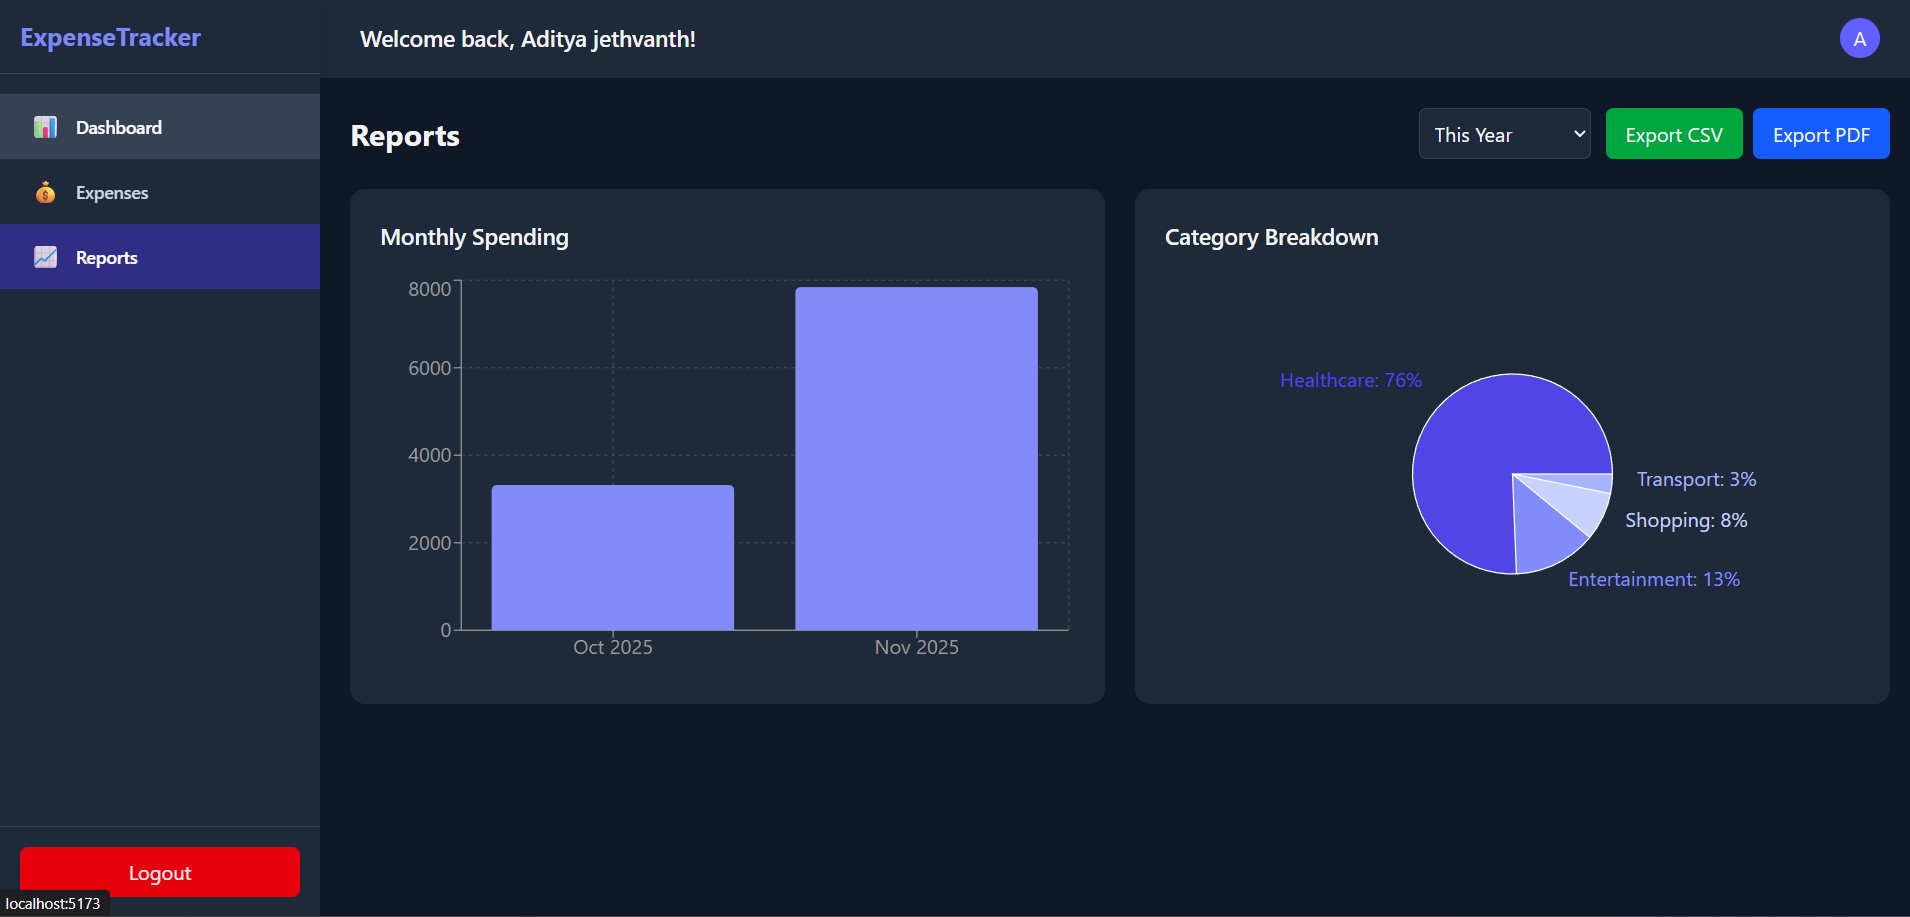 ExpenseTracker
Dashboard
Expenses
Reports
Logout
localhost:5173
Welcome back, Aditya jethvanth!
A
Reports
This Year
Export CSV
Export PDF
Monthly Spending
8000
6000
4000
2000
0
Oct 2025
Nov 2025
Category Breakdown
Healthcare: 76%
Transport: 3%
Shopping: 8%
Entertainment: 13%